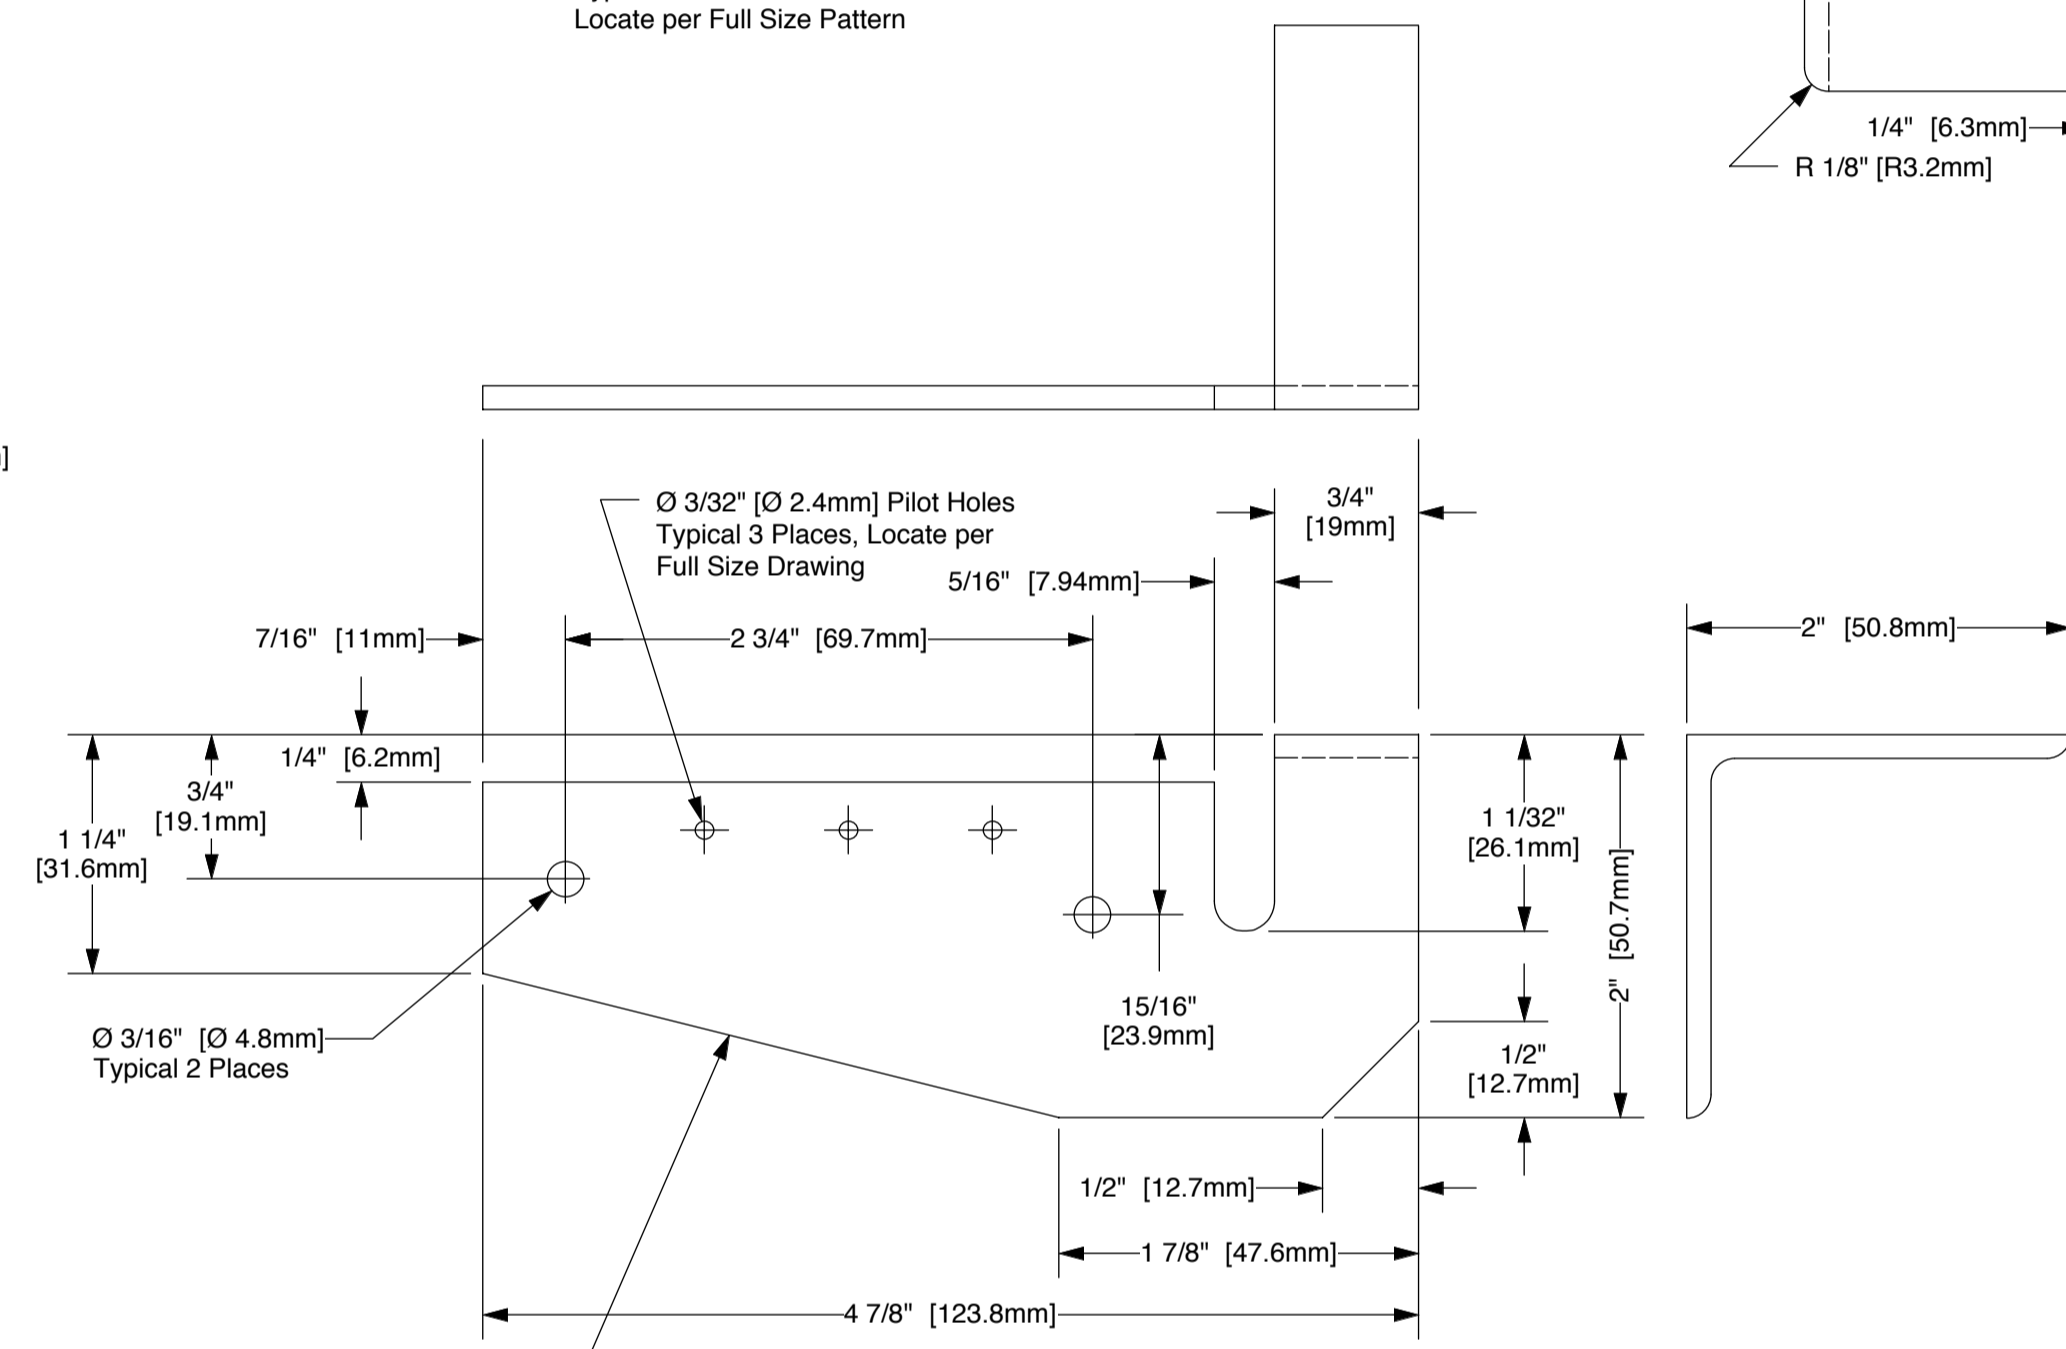 Locate per Full Size Pattern
1/4" [6.3mm]
R 1/8" [R3.2mm]
]
Ø 3/32" [Ø 2.4mm] Pilot Holes
Typical 3 Places, Locate per
Full Size Drawing
3/4"
[19mm]
5/16" [7.94mm]
7/16" [11mm]
2 3/4" [69.7mm]
2" [50.8mm]
1/4" [6.2mm]
3/4"
[19.1mm]
1 1/4"
[31.6mm]
1 1/32"
[26.1mm]
2" [50.7mm]
15/16"
[23.9mm]
Ø 3/16" [Ø 4.8mm]
Typical 2 Places
1/2"
[12.7mm]
1/2" [12.7mm]
1 7/8" [47.6mm]
4 7/8" [123.8mm]